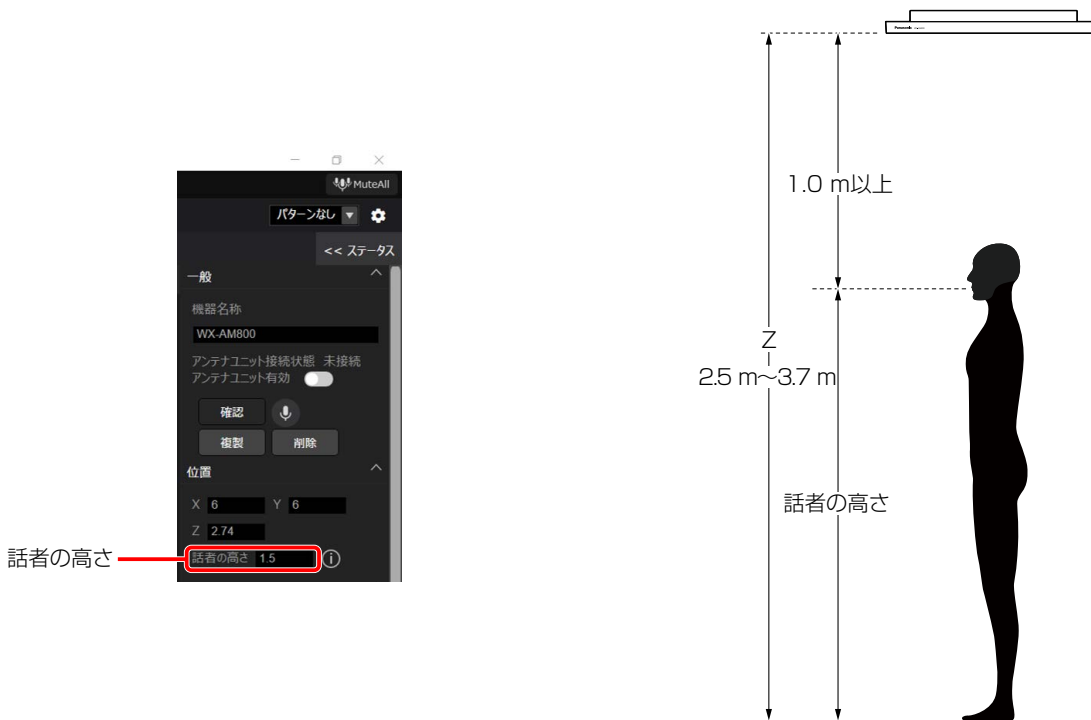 MuteAll
パターンなし
<< ステータス
一般
機器名称
WX-AM800
アンテナユニット接続状態 未接続
アンテナユニット有効
確認
複製 削除
位置
X 6 Y 6
Z 2.74
話者の高さ 1.5
話者の高さ
Panasonic
1.0 m以上
Z
2.5 m～3.7 m
話者の高さ